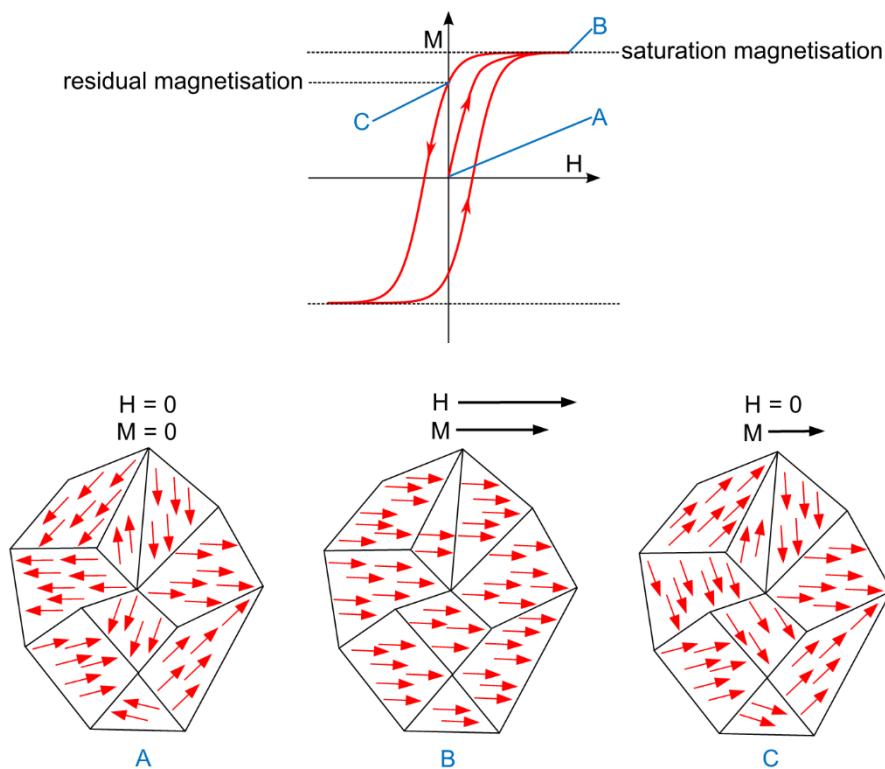 M
B
saturation magnetisation
residual magnetisation
C
A
H
H = 0
M = 0
H
M
H = 0
M
A
B
C